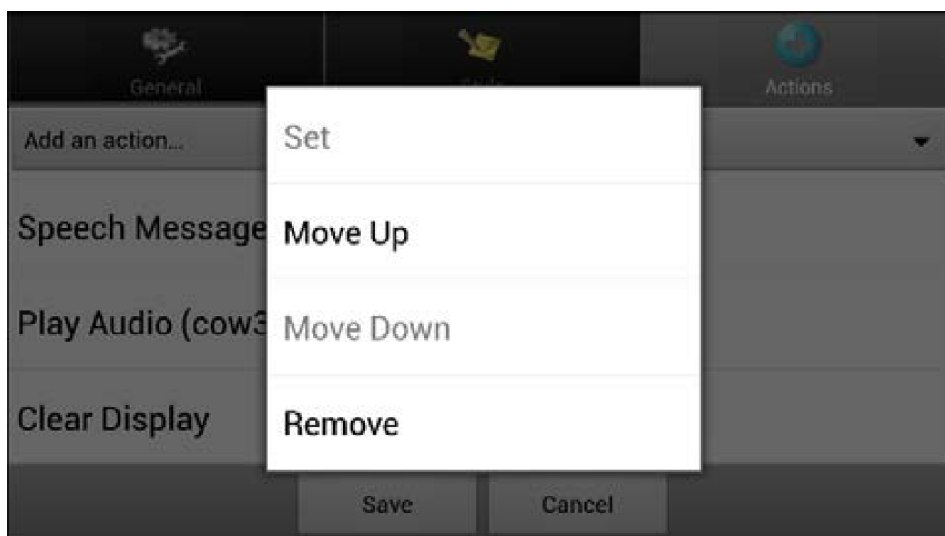 General
Actions
Add an action...
Set
Speech Message
Move Up
Play Audio (cow3
Move Down
Clear Display
Remove
Save
Cancel